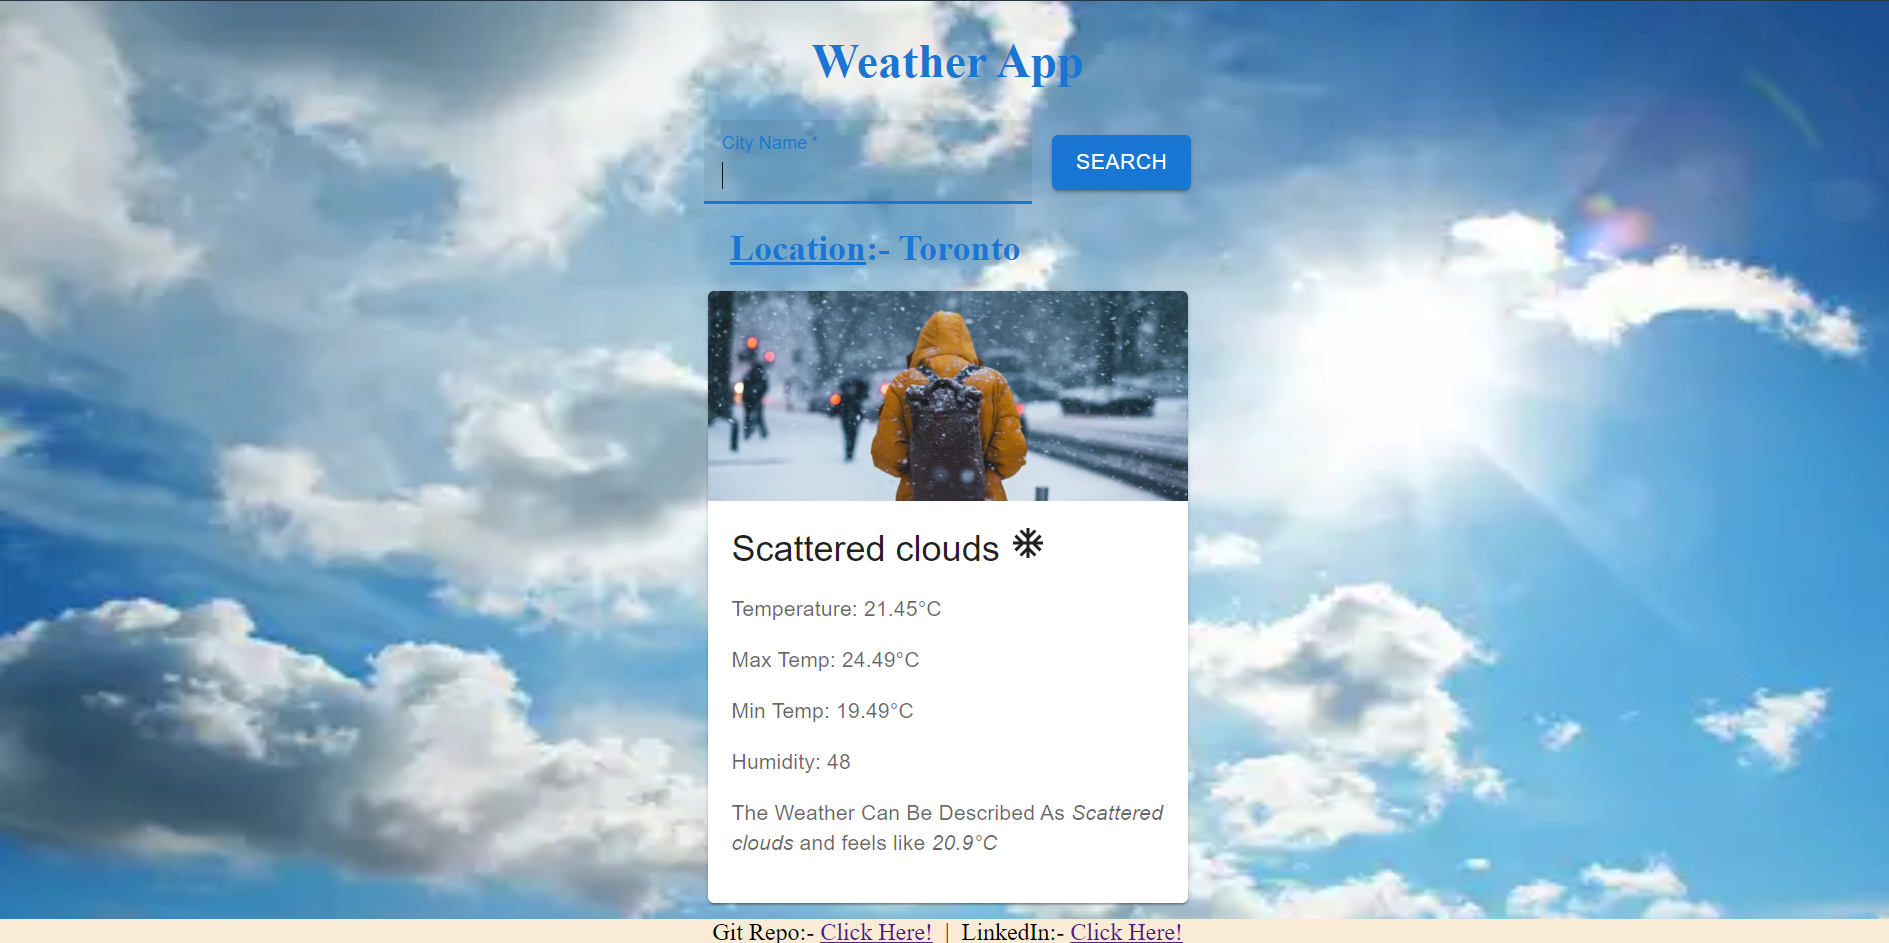 Weather App
City Name *
SEARCH
Location:- Toronto
Scattered clouds
Temperature: 21.45°C
Max Temp: 24.49°C
Min Temp: 19.49°C
Humidity: 48
The Weather Can Be Described As Scattered
clouds and feels like 20.9°C
Git Repo:- Click Here! | LinkedIn:- Click Here!